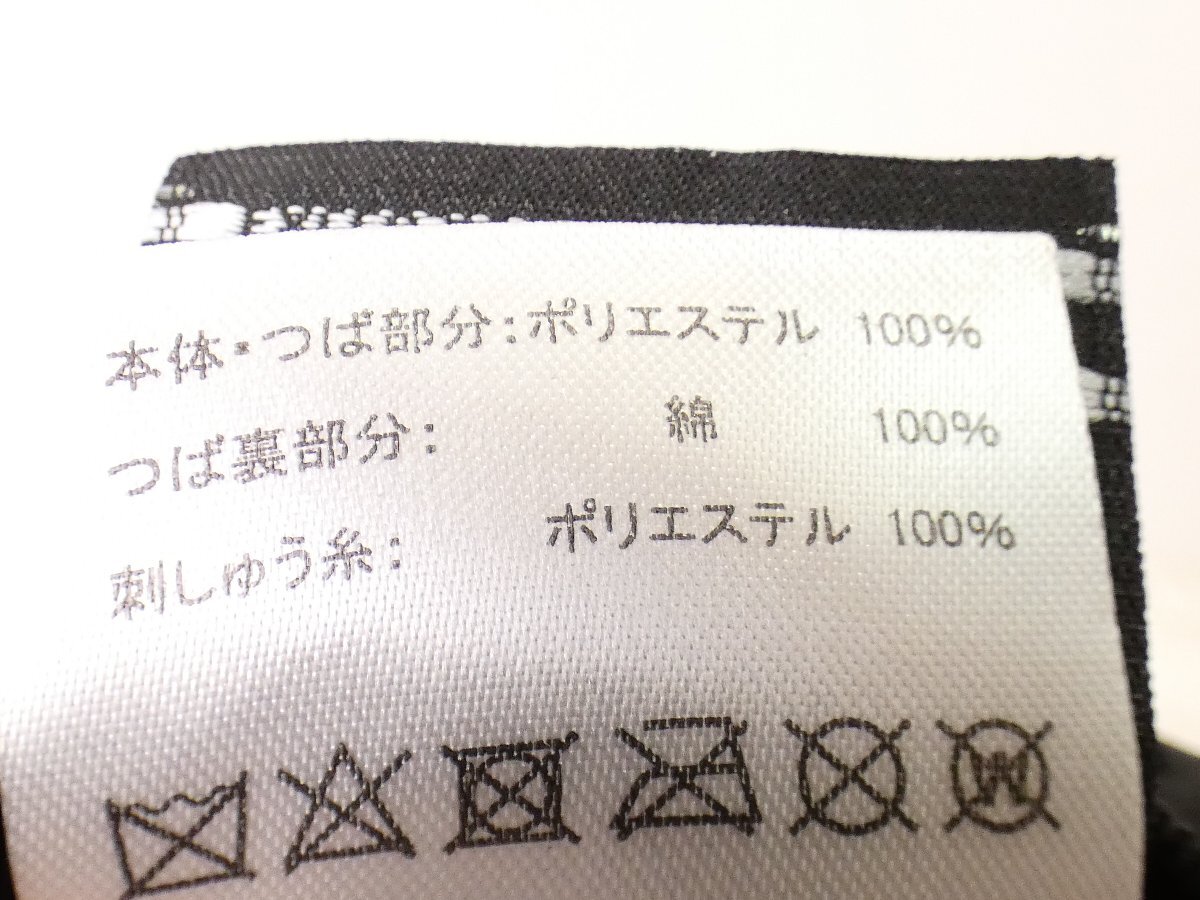 本体・つば部分:ポリエステル 100%
つば裏部分: 綿 100%
刺しゅう糸: ポリエステル 100%
W